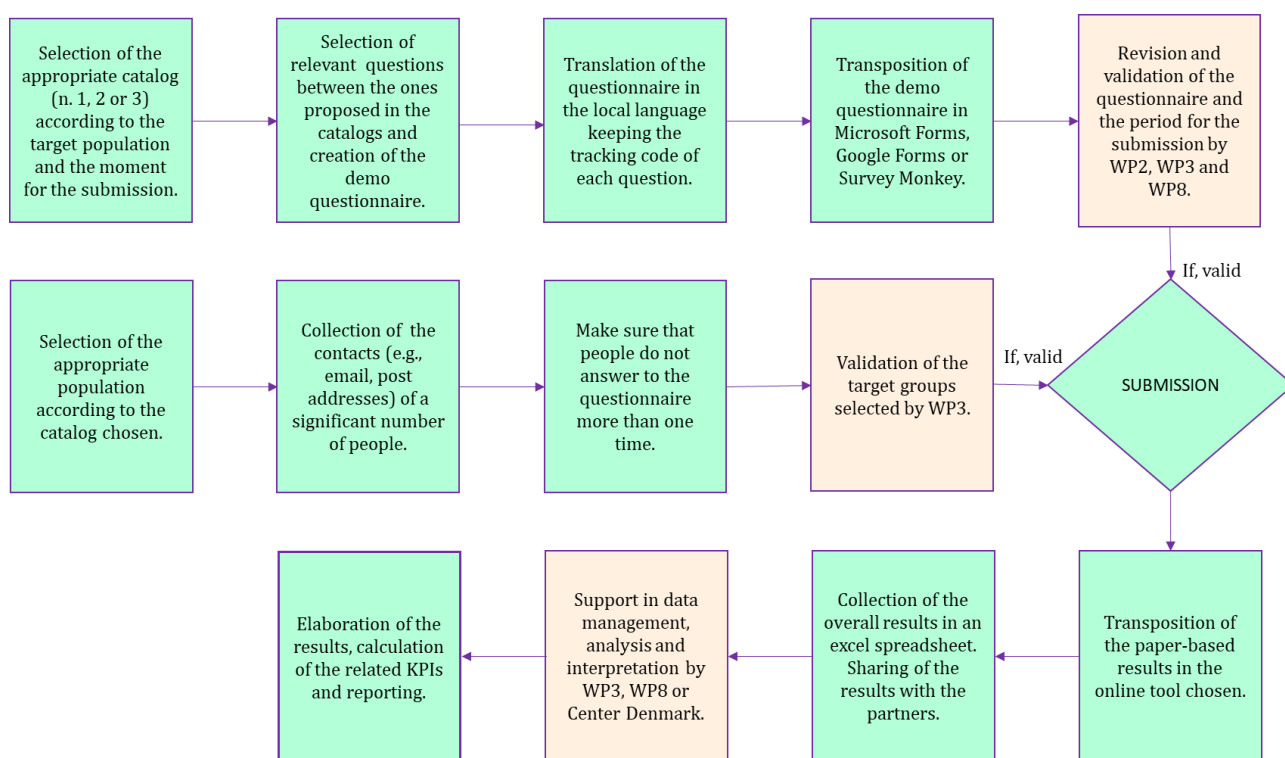 Selection of the
appropriate catalog
(n. 1, 2 or 3)
according to the
target population
and the moment
for the submission.
Selection of
relevant questions
between the ones
proposed in the
catalogs and
creation of the
demo
questionnaire.
Translation of the
questionnaire in
the local language
keeping the
tracking code of
each question.
Transposition of
the demo
questionnaire in
Microsoft Forms,
Google Forms or
Survey Monkey.
Revision and
validation of the
questionnaire and
the period for the
submission by
WP2, WP3 and
WP8.
If, valid
Selection of the
appropriate
population
according to the
catalog chosen.
Collection of the
contacts (e.g.,
email, post
addresses) of a
significant number
of people.
Make sure that
people do not
answer to the
questionnaire
more than one
time.
Validation of the
target groups
selected by WP3.
If, valid
SUBMISSION
Elaboration of the
results, calculation
of the related KPIs
and reporting.
Support in data
management,
analysis and
interpretation by
WP3, WP8 or
Center Denmark.
Collection of the
overall results in an
excel spreadsheet.
Sharing of the
results with the
partners.
Transposition of
the paper-based
results in the
online tool chosen.